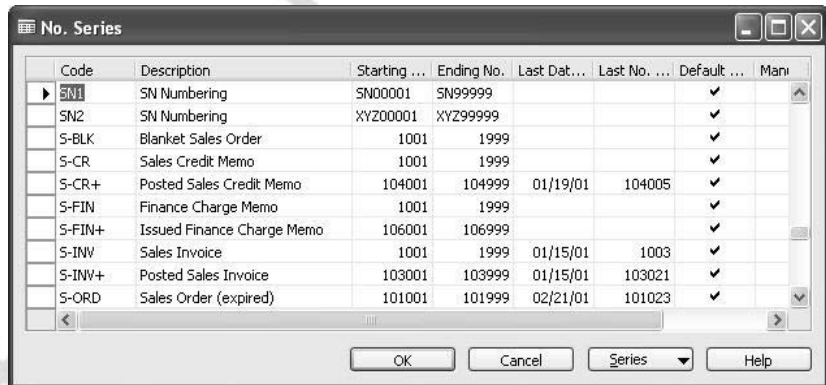 No. Series
Code Description Starting ... Ending No. Last Dat... Last No. ... Default ... Manu
SN1 SN Numbering SN00001 SN99999 ✔
SN2 SN Numbering XYZ00001 XYZ99999 ✔
S-BLK Blanket Sales Order 1001 1999 ✔
S-CR Sales Credit Memo 1001 1999 ✔
S-CR+ Posted Sales Credit Memo 104001 104999 01/19/01 104005 ✔
S-FIN Finance Charge Memo 1001 1999 ✔
S-FIN+ Issued Finance Charge Memo 106001 106999 ✔
S-INV Sales Invoice 1001 1999 01/15/01 1003 ✔
S-INV+ Posted Sales Invoice 103001 103999 01/15/01 103021 ✔
S-ORD Sales Order (expired) 101001 101999 02/21/01 101023 ✔
OK Cancel Series Help